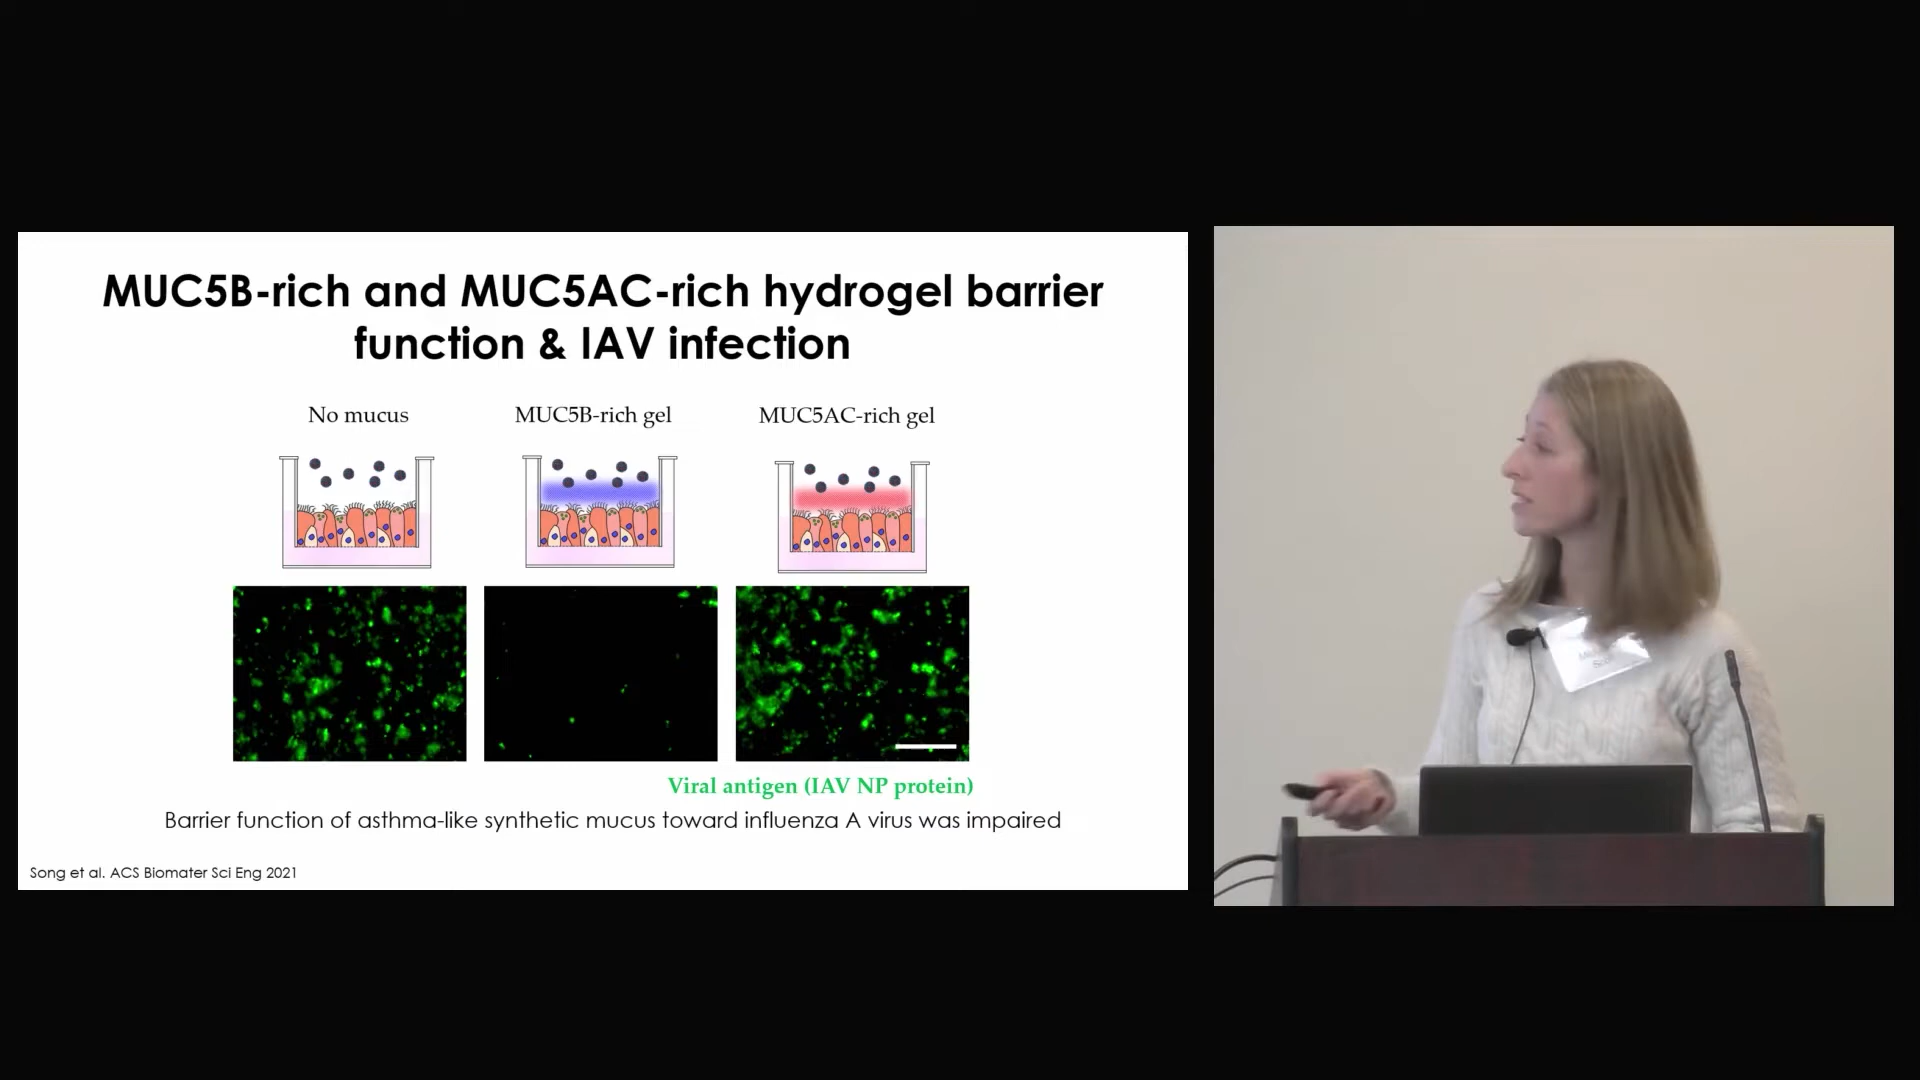 MUC5B-rich and MUC5AC-rich hydrogel barrier
function & IAV infection
No mucus
MUC5B-rich gel
MUC5AC-rich gel
Viral antigen (IAV NP protein)
Barrier function of asthma-like synthetic mucus toward influenza A virus was impaired
Song et al. ACS Biomater Sci Eng 2021